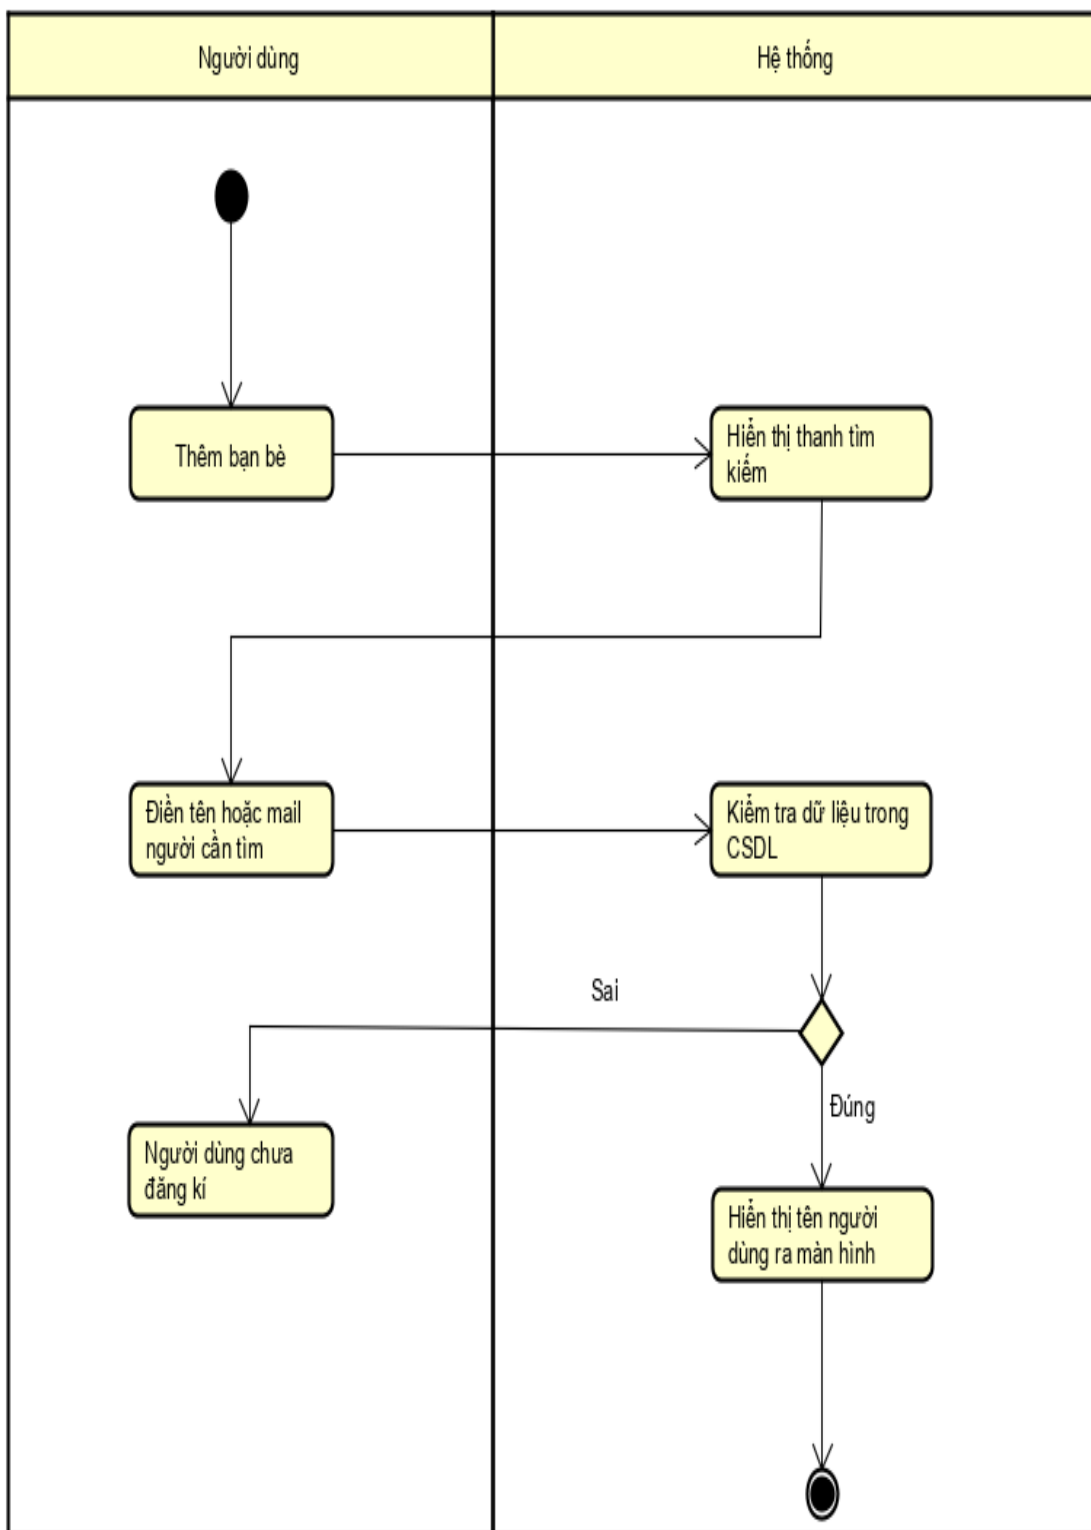 Người dùng
Hệ thống
Thêm bạn bè
Hiển thị thanh tìm
kiếm
Điền tên hoặc mail
người cần tìm
Kiểm tra dữ liệu trong
CSDL
Sai
Đúng
Người dùng chưa
đăng kí
Hiển thị tên người
dùng ra màn hình